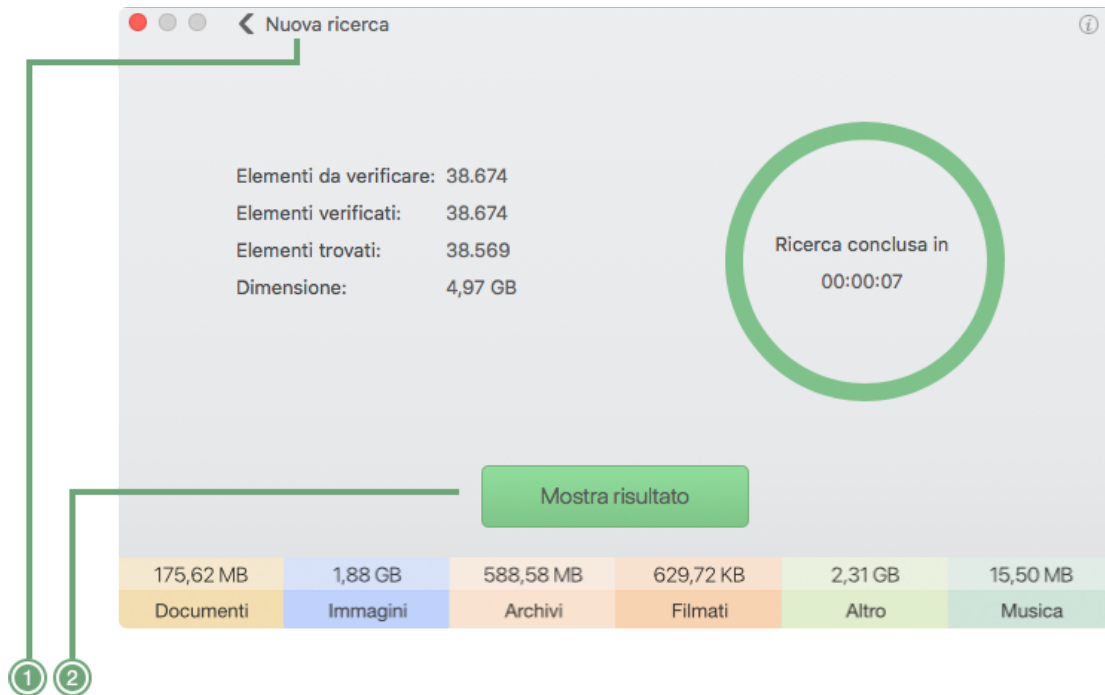 Nuova ricerca
Elementi da verificare: 38.674
Elementi verificati: 38.674
Elementi trovati: 38.569
Dimensione: 4,97 GB
Ricerca conclusa in
00:00:07
Mostra risultato
175,62 MB 1,88 GB 588,58 MB 629,72 KB 2,31 GB 15,50 MB
Documenti Immagini Archivi Filmati Altro Musica
1 2